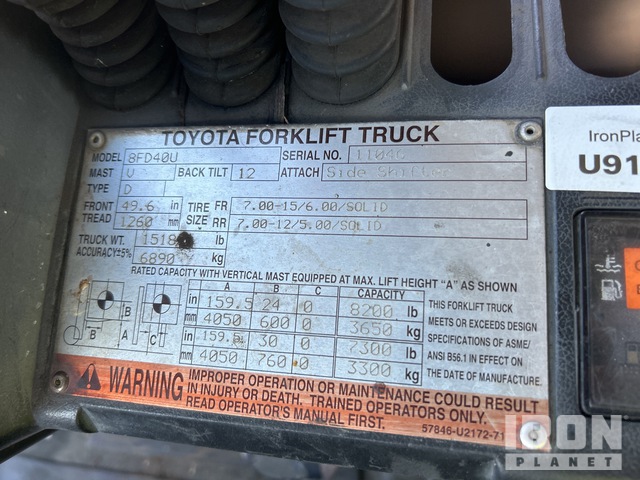 TOYOTA FORKLIFT TRUCK
MODEL 8FD40U SERIAL NO. 11046
MAST V BACK TILT 12 ATTACH Side Shifter
TYPE D
FRONT TREAD 49.6 in TIRE SIZE FR 7.00-15/6.00/SOLID
1260 mm RR 7.00-12/5.00/SOLID
TRUCK WT. lb
ACCURACY±5% 6890 kg
RATED CAPACITY WITH VERTICAL MAST EQUIPPED AT MAX. LIFT HEIGHT "A" AS SHOWN
A B C CAPACITY
in 159.5 24 0 8200 lb
mm 4050 600 0 3650 kg
in 159.5 30 0 7300 lb
mm 4050 760 0 3300 kg
A B B C
THIS FORKLIFT TRUCK
MEETS OR EXCEEDS DESIGN
SPECIFICATIONS OF ASME/
ANSI B56.1 IN EFFECT ON
THE DATE OF MANUFACTURE.
WARNING
IMPROPER OPERATION OR MAINTENANCE COULD RESULT
IN INJURY OR DEATH. TRAINED OPERATORS ONLY.
READ OPERATOR'S MANUAL FIRST.
57846-U2172-71
IronPla
U91
IRON
PLANET